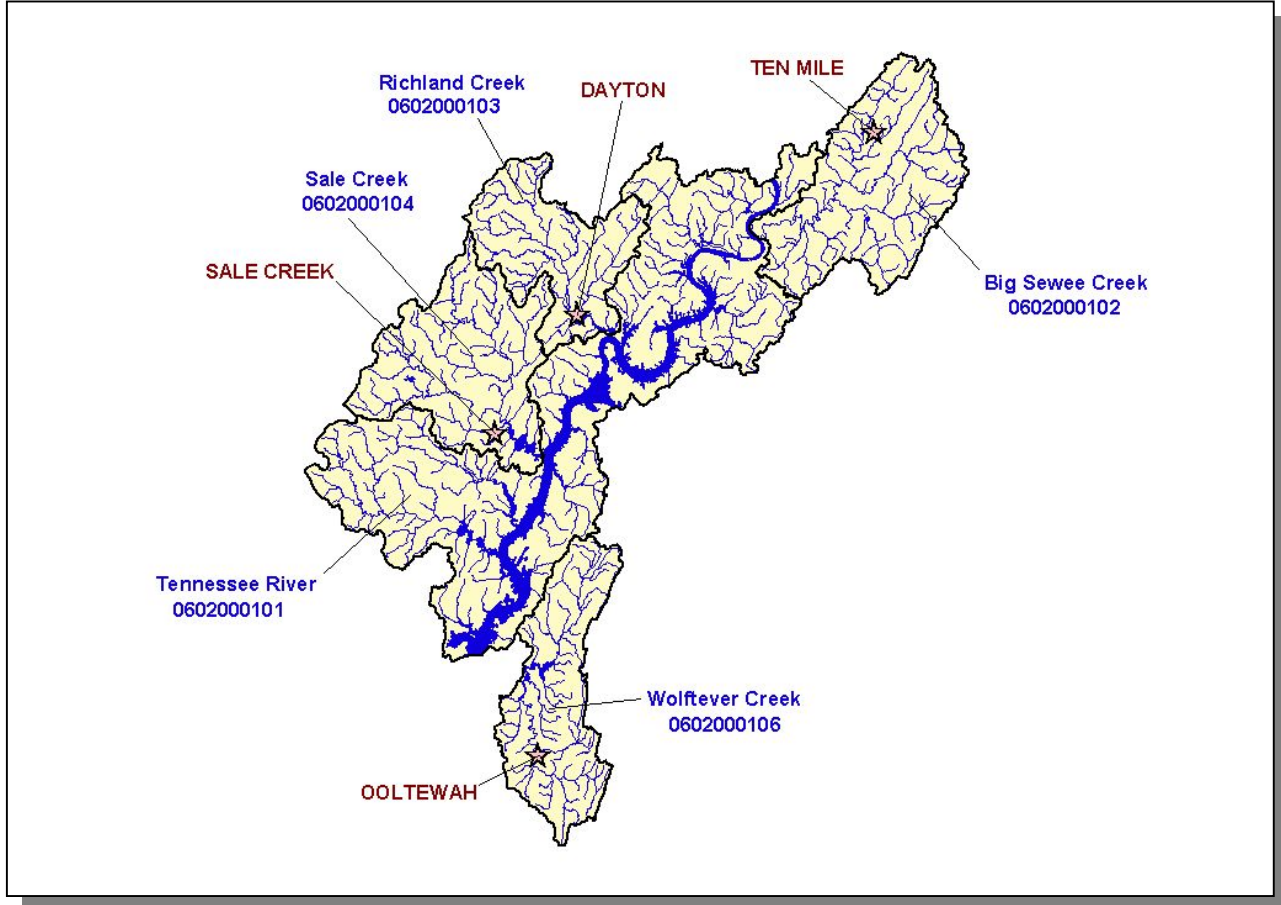 TEN MILE
Richland Creek
0602000103
DAYTON
Sale Creek
0602000104
SALE CREEK
Big Sewee Creek
0602000102
Tennessee River
0602000101
Wolftever Creek
0602000106
OOLTEWAH